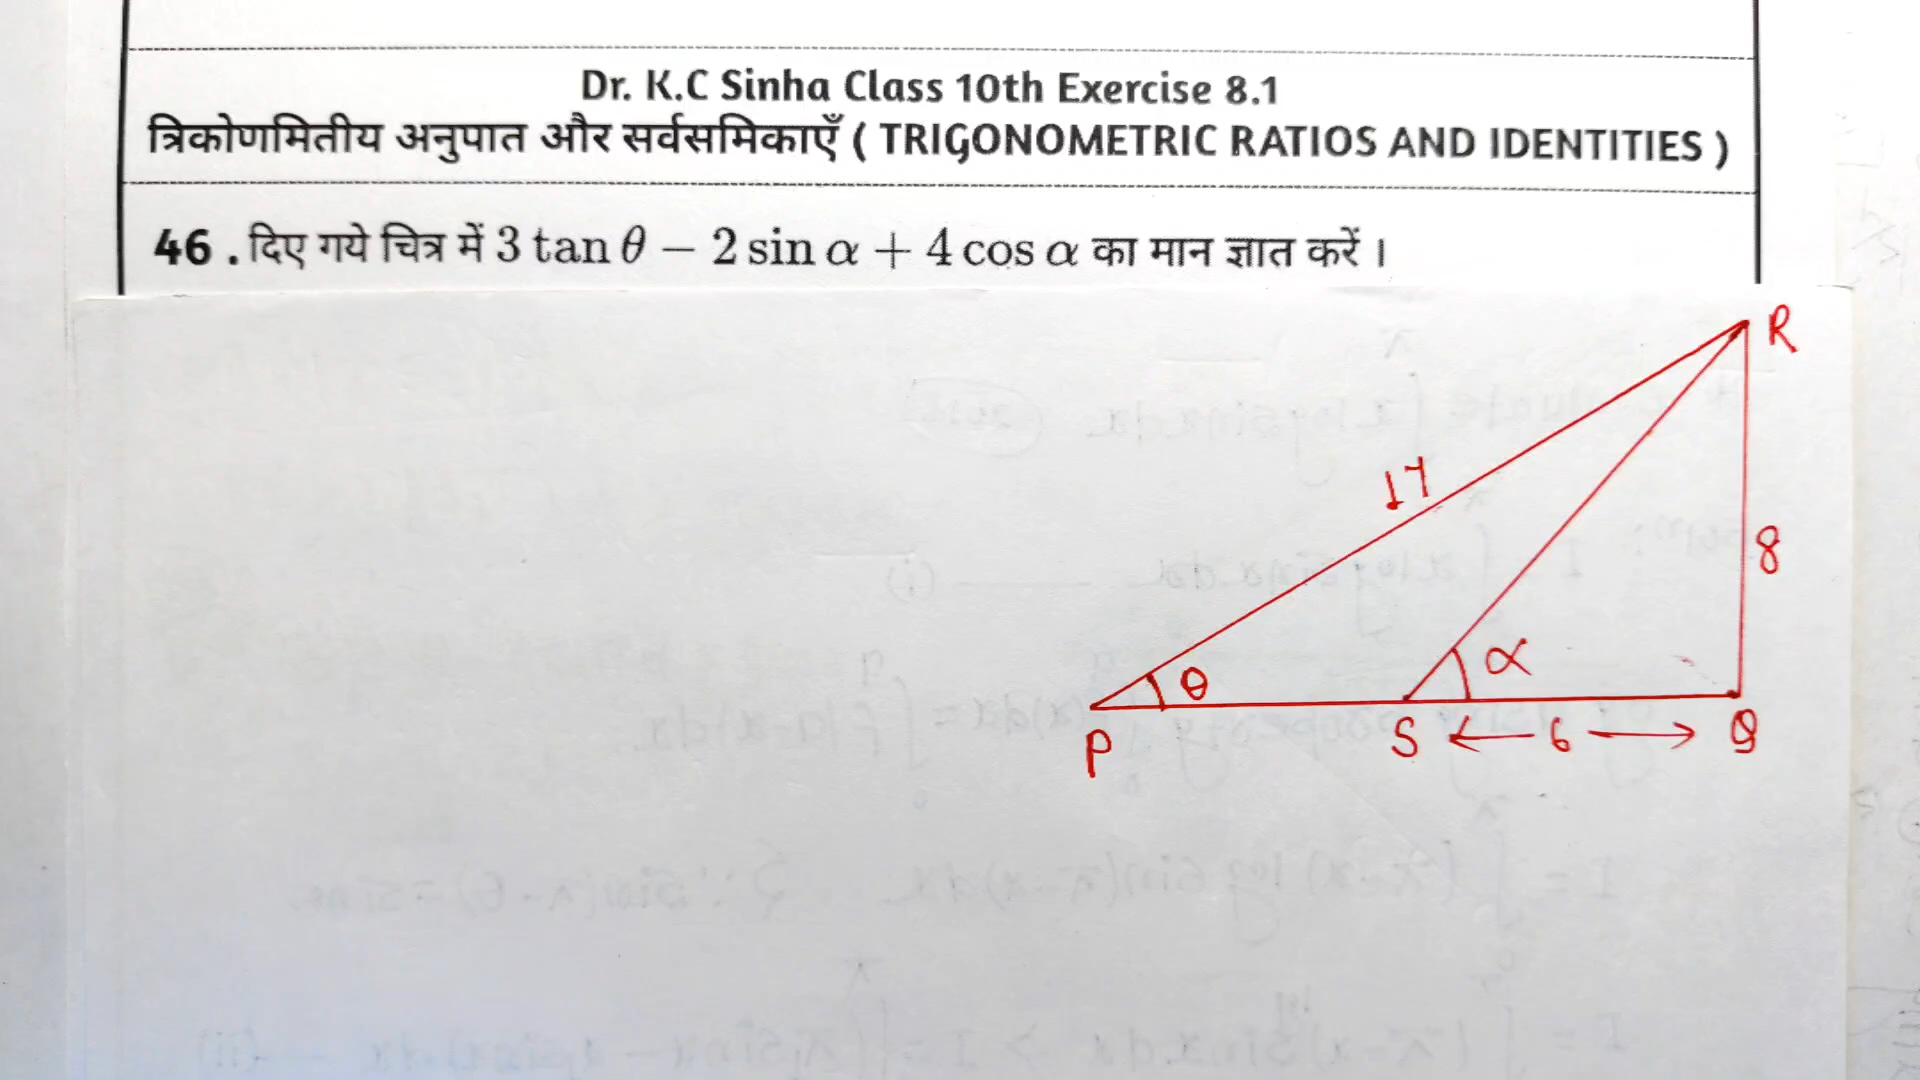 Dr. K.C Sinha Class 10th Exercise 8.1
त्रिकोणमितीय अनुपात और सर्वसमिकाएँ ( TRIGONOMETRIC RATIOS AND IDENTITIES )
46 . दिए गये चित्र में 3 tan θ − 2 sin α + 4 cos α का मान ज्ञात करें ।
R
17
8
θ
α
P
S ← 6 → Q